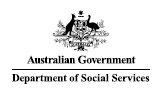 Australian Government
Department of Social Services